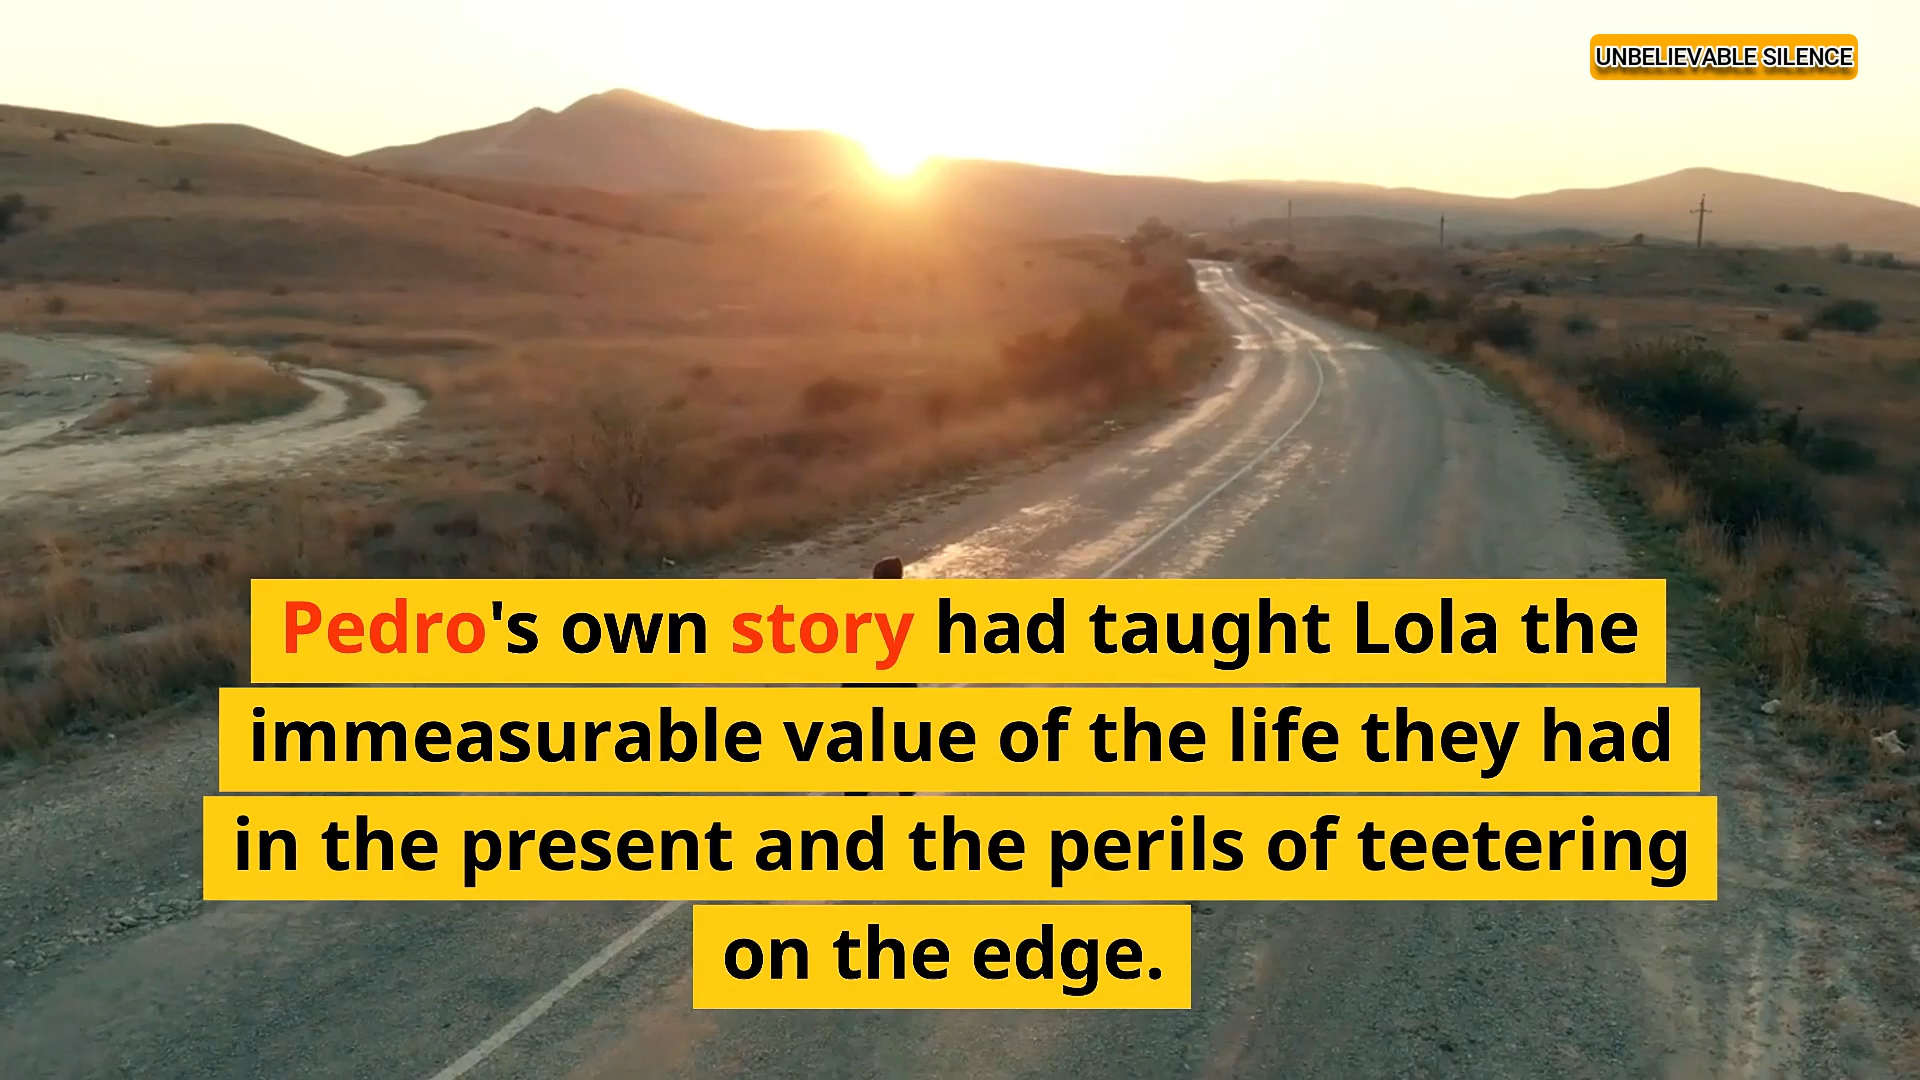 UNBELIEVABLE SILENCE
Pedro's own story had taught Lola the
immeasurable value of the life they had
in the present and the perils of teetering
on the edge.